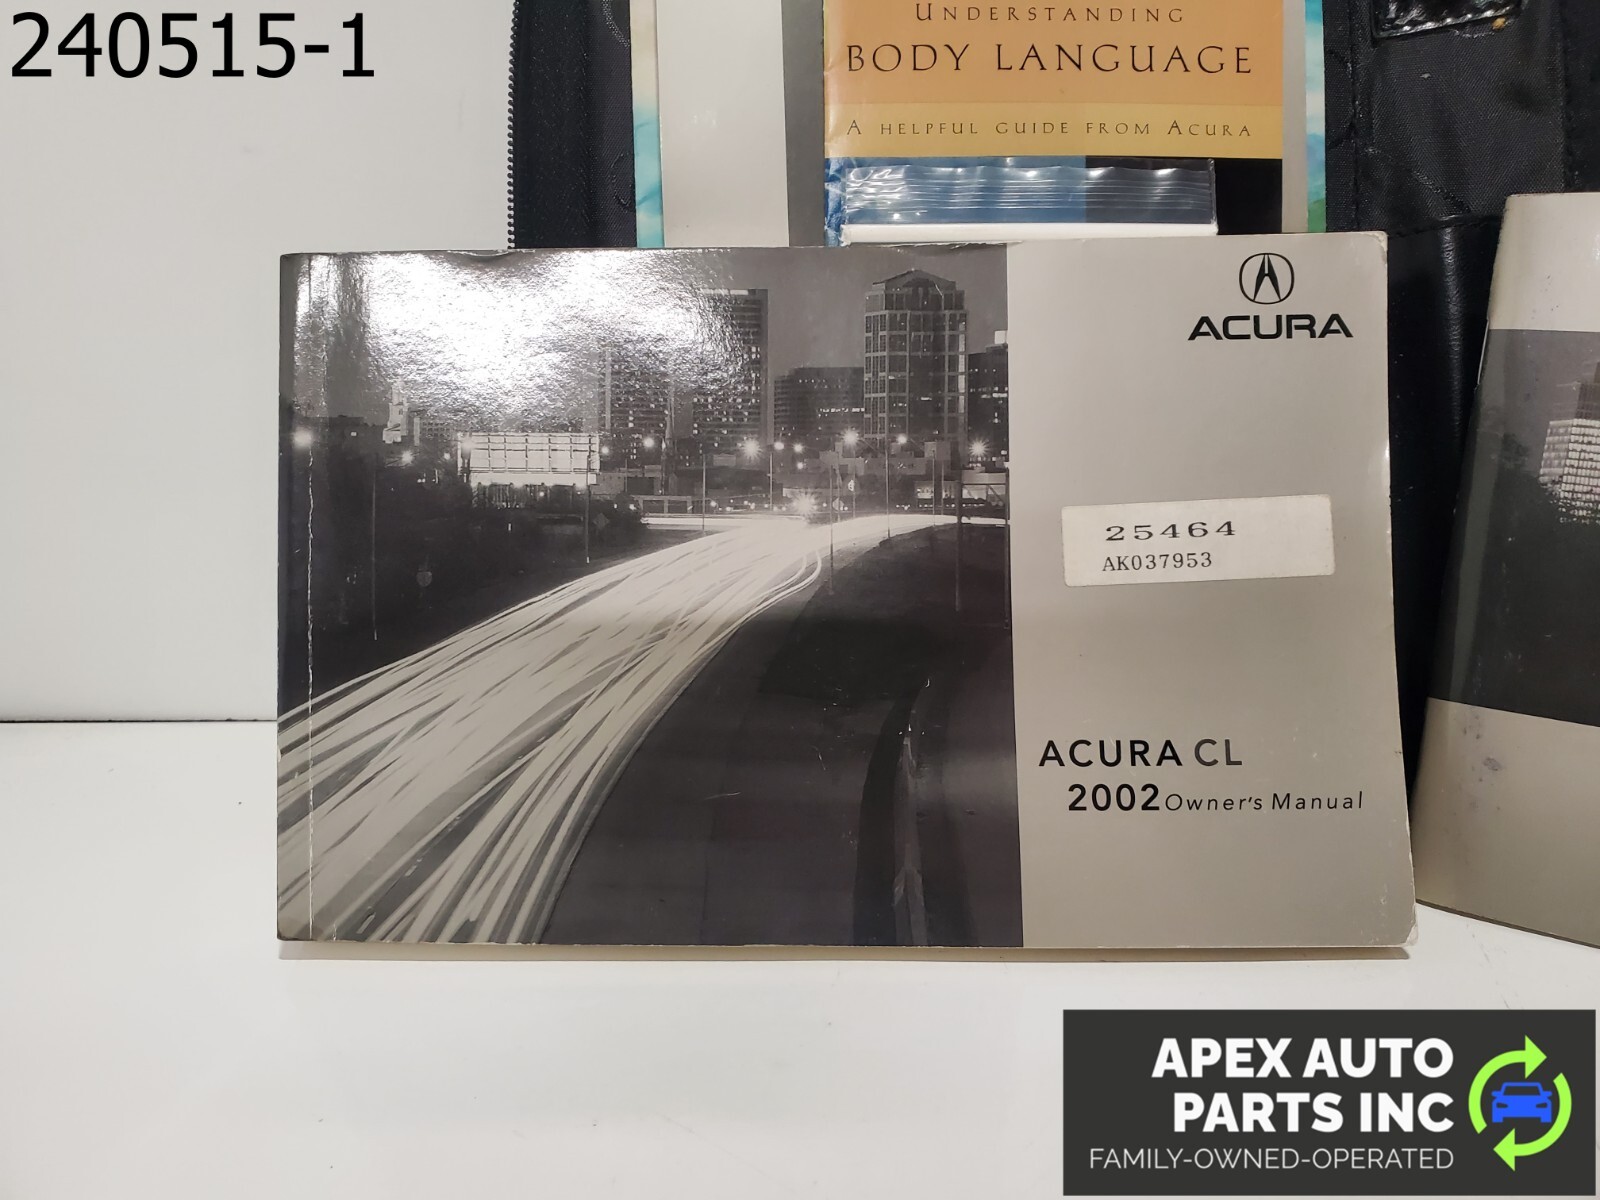 240515-1
UNDERSTANDING
BODY LANGUAGE
A HELPFUL GUIDE FROM ACURA
ACURA
25464
AK037953
ACURA CL
2002 Owner's Manual
APEX AUTO
PARTS INC
FAMILY-OWNED-OPERATED